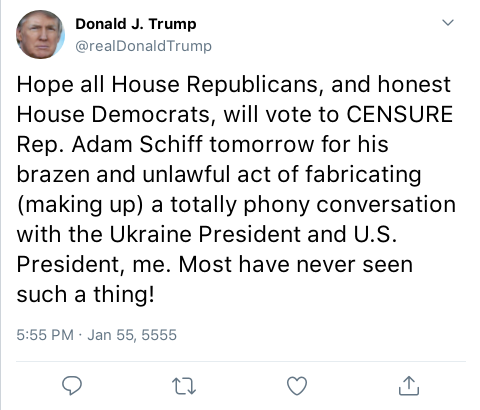 Donald J. Trump
@realDonaldTrump
Hope all House Republicans, and honest
House Democrats, will vote to CENSURE
Rep. Adam Schiff tomorrow for his
brazen and unlawful act of fabricating
(making up) a totally phony conversation
with the Ukraine President and U.S.
President, me. Most have never seen
such a thing!
5:55 PM · Jan 55, 5555